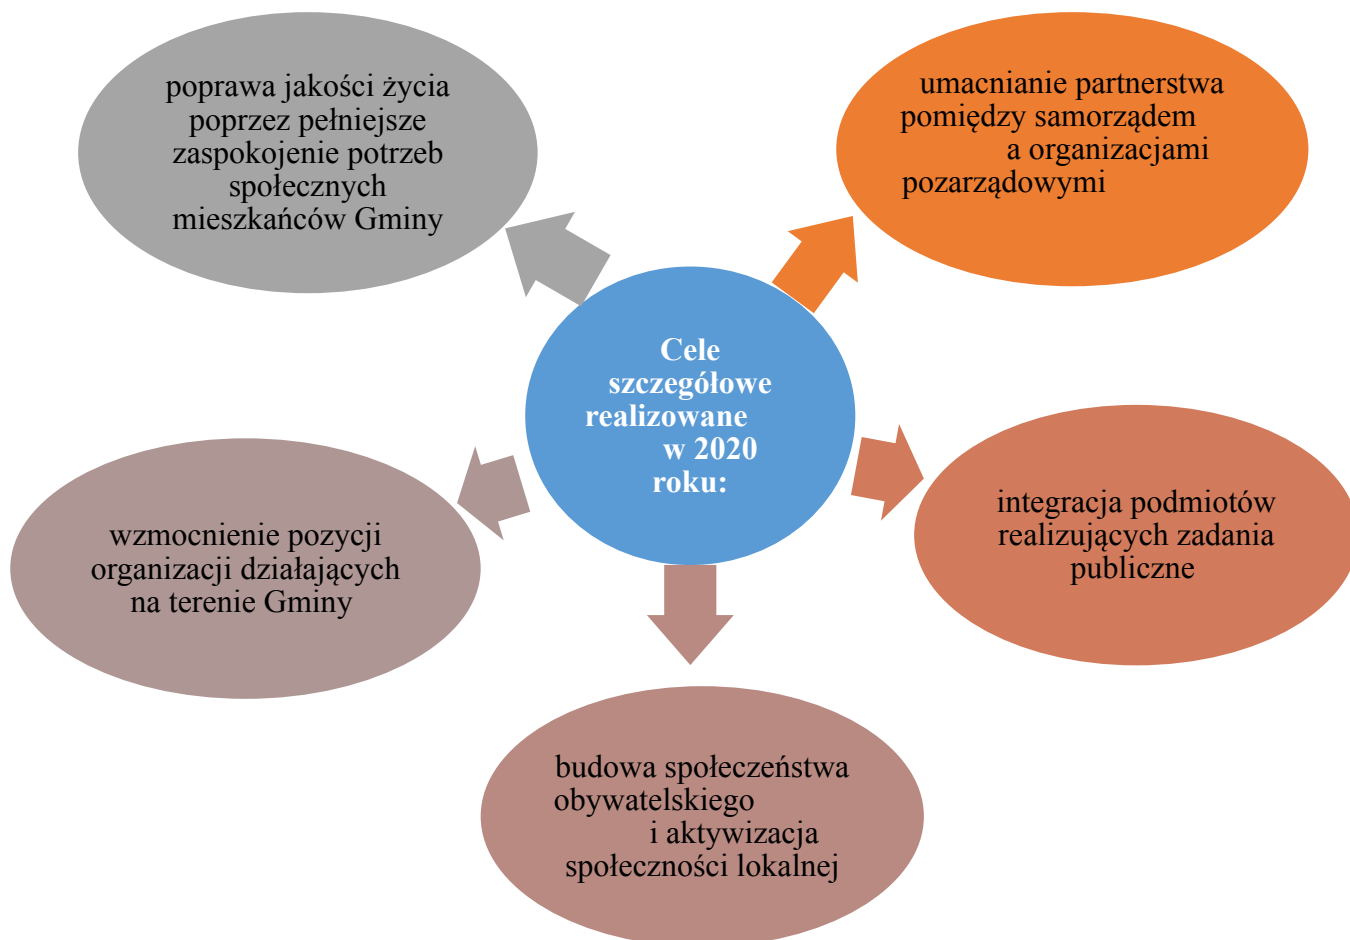 poprawa jakości życia
poprzez pełniejsze
zaspokojenie potrzeb
społecznych
mieszkańców Gminy
umacnianie partnerstwa
pomiędzy samorządem
a organizacjami
pozarządowymi
Cele
szczegółowe
realizowane
w 2020
roku:
integracja podmiotów
realizujących zadania
publiczne
wzmocnienie pozycji
organizacji działających
na terenie Gminy
budowa społeczeństwa
obywatelskiego
i aktywizacja
społeczności lokalnej